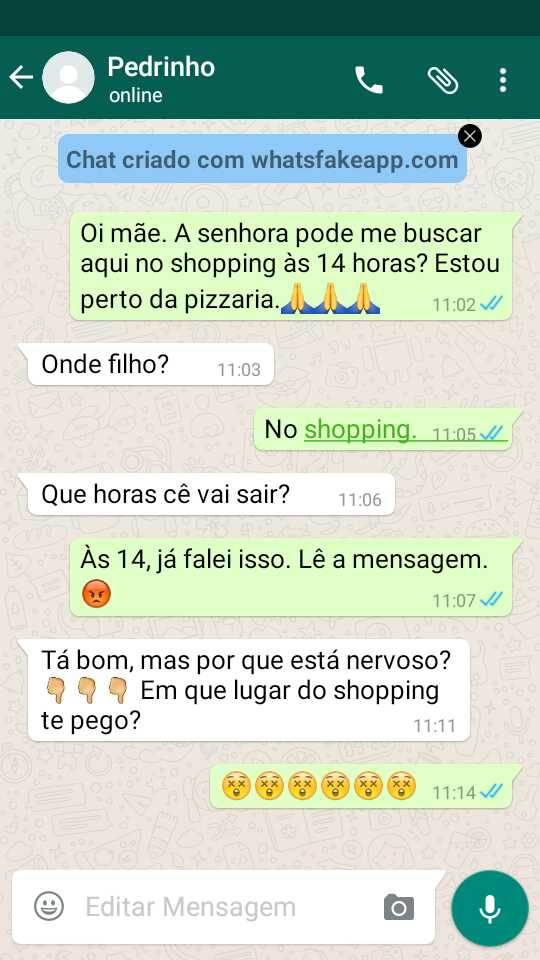 Pedrinho
online
Chat criado com whatsfakeapp.com
Oi mãe. A senhora pode me buscar
aqui no shopping às 14 horas? Estou
perto da pizzaria.🙏🙏🙏 11:02
Onde filho? 11:03
No shopping. 11:05
Que horas cê vai sair? 11:06
Às 14, já falei isso. Lê a mensagem.
😡 11:07
Tá bom, mas por que está nervoso?
👇🏼👇🏼👇🏼 Em que lugar do shopping
te pego? 11:11
😵😵😵😵😵😵 11:14
Editar Mensagem